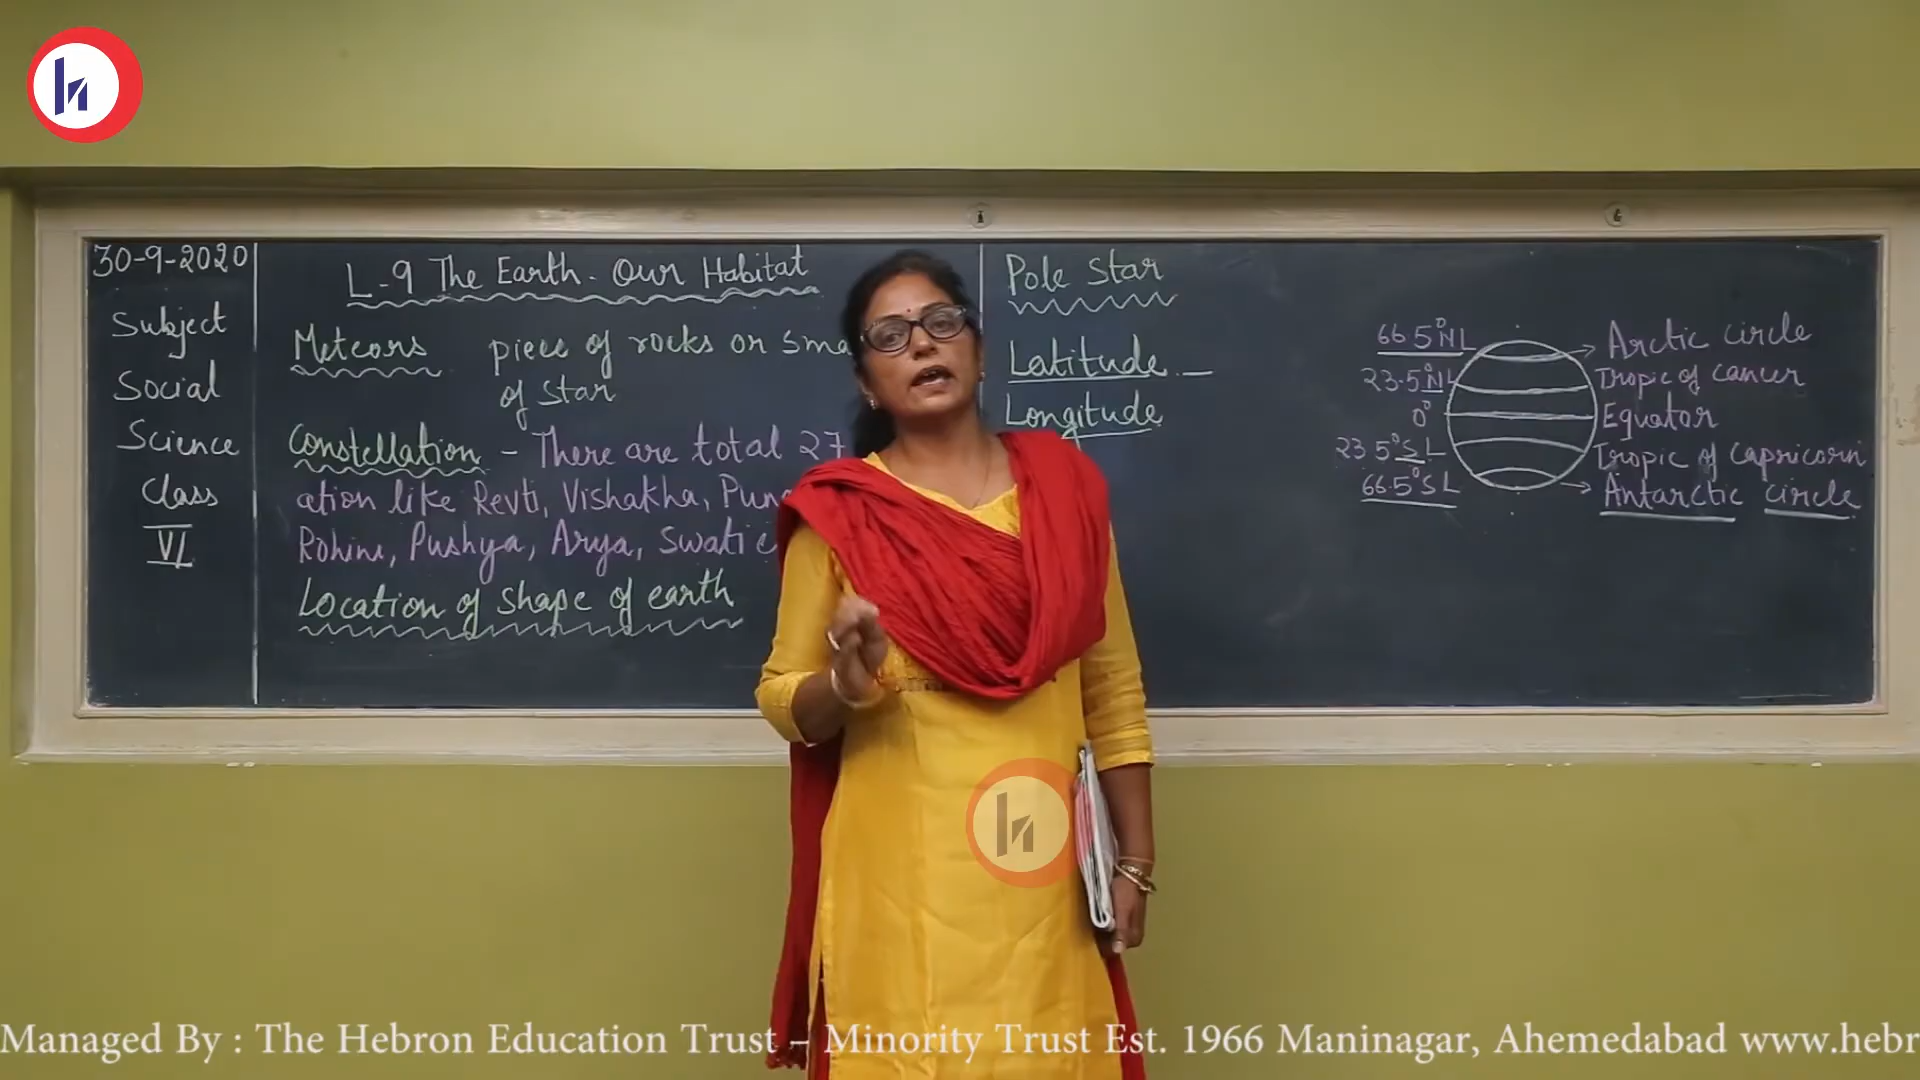 30-9-2020
Subject
Social
Science
Class
VI
L-9 The Earth - Our Habitat
Meteors piece of rocks or sma
of star
Constellation - There are total 27
ation like Revti, Vishakha, Pun
Rohini, Pushya, Arya, Swati
Location of shape of earth
Pole Star
Latitude
Longitude
66.5°NL Arctic circle
23.5°NL Tropic of cancer
0° Equator
23.5°SL Tropic of Capricorn
66.5°SL Antarctic circle
Managed By : The Hebron Education Trust – Minority Trust Est. 1966 Maninagar, Ahemedabad www.hebr